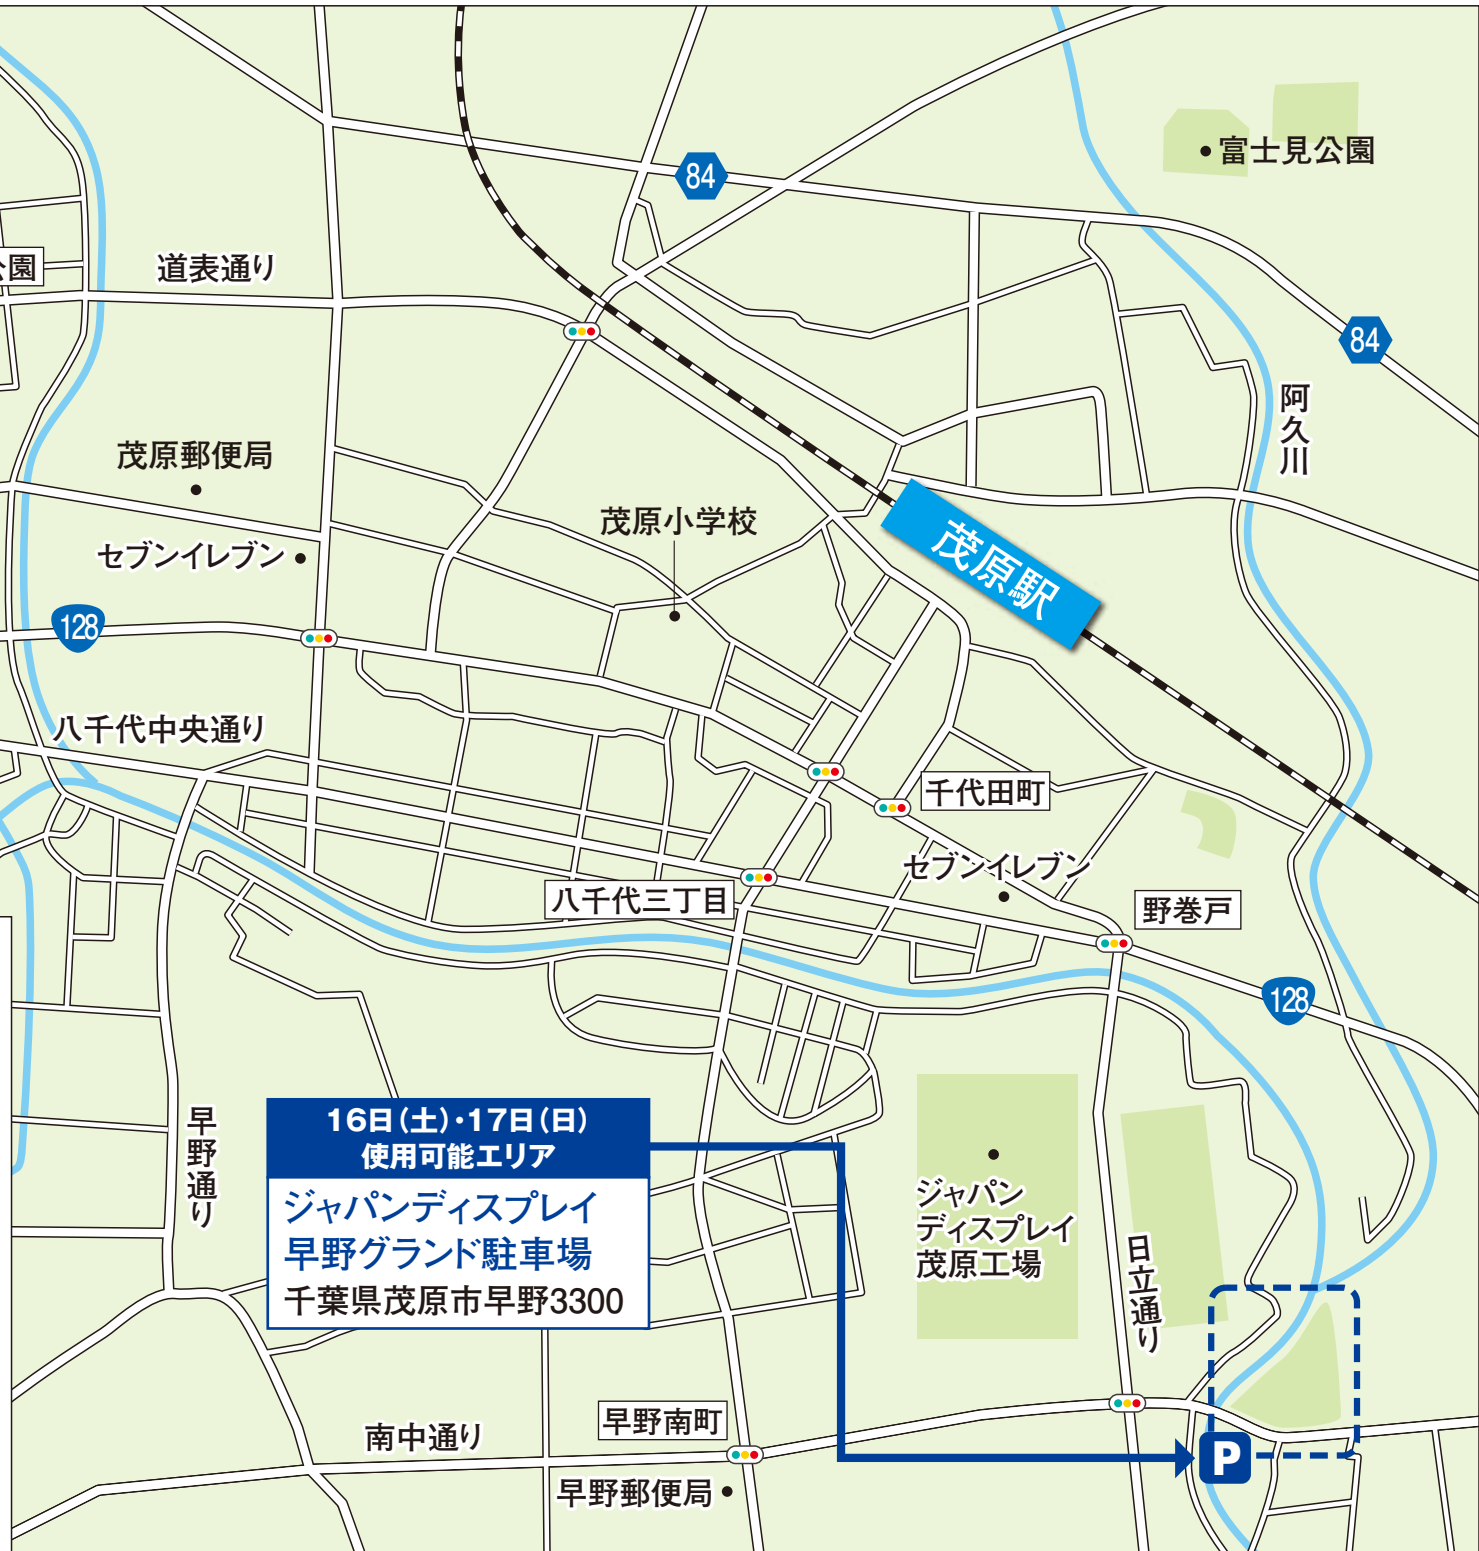 84
富士見公園
公園
道表通り
84
阿久川
茂原郵便局
茂原小学校
セブンイレブン
茂原駅
128
八千代中央通り
千代田町
セブンイレブン
八千代三丁目
野巻戸
128
早野通り
16日(土)・17日(日)
使用可能エリア
ジャパンディスプレイ
早野グランド駐車場
千葉県茂原市早野3300
ジャパン
ディスプレイ
茂原工場
日立通り
早野南町
南中通り
早野郵便局
P